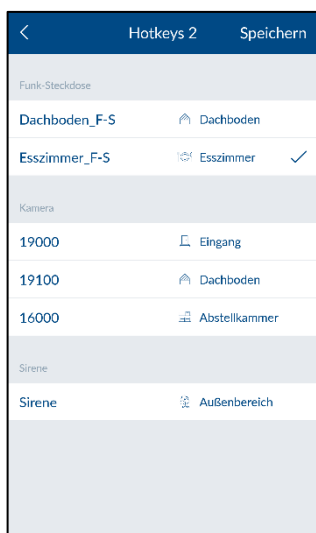 Hotkeys 2 Speichern
Funk-Steckdose
Dachboden_F-S Dachboden
Esszimmer_F-S Esszimmer
Kamera
19000 Eingang
19100 Dachboden
16000 Abstellkammer
Sirene
Sirene Außenbereich